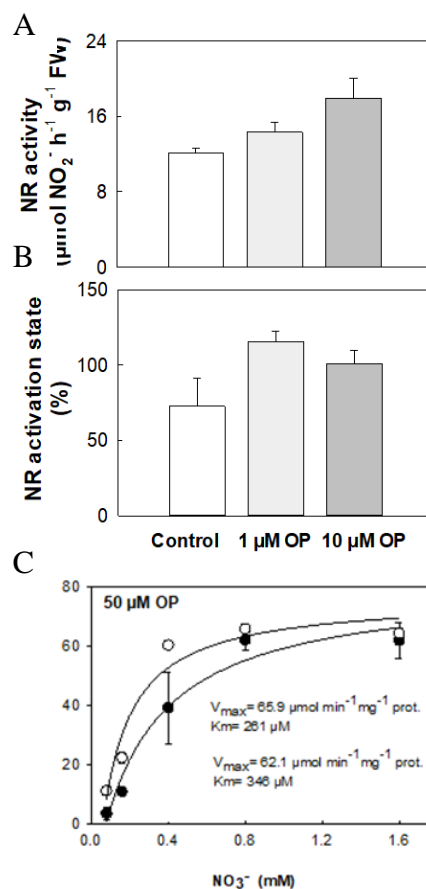 A
NR activity
(µmol NO₂⁻ h⁻¹ g⁻¹ FW)
24
16
8
0
B
NR activation state
(%)
150
100
50
0
Control 1 µM OP 10 µM OP
C
50 µM OP
80
60
40
20
0
Vmax= 65.9 µmol min⁻¹mg⁻¹ prot.
Km= 261 µM
Vmax= 62.1 µmol min⁻¹mg⁻¹ prot.
Km= 346 µM
0.0 0.4 0.8 1.2 1.6
NO₃⁻ (mM)